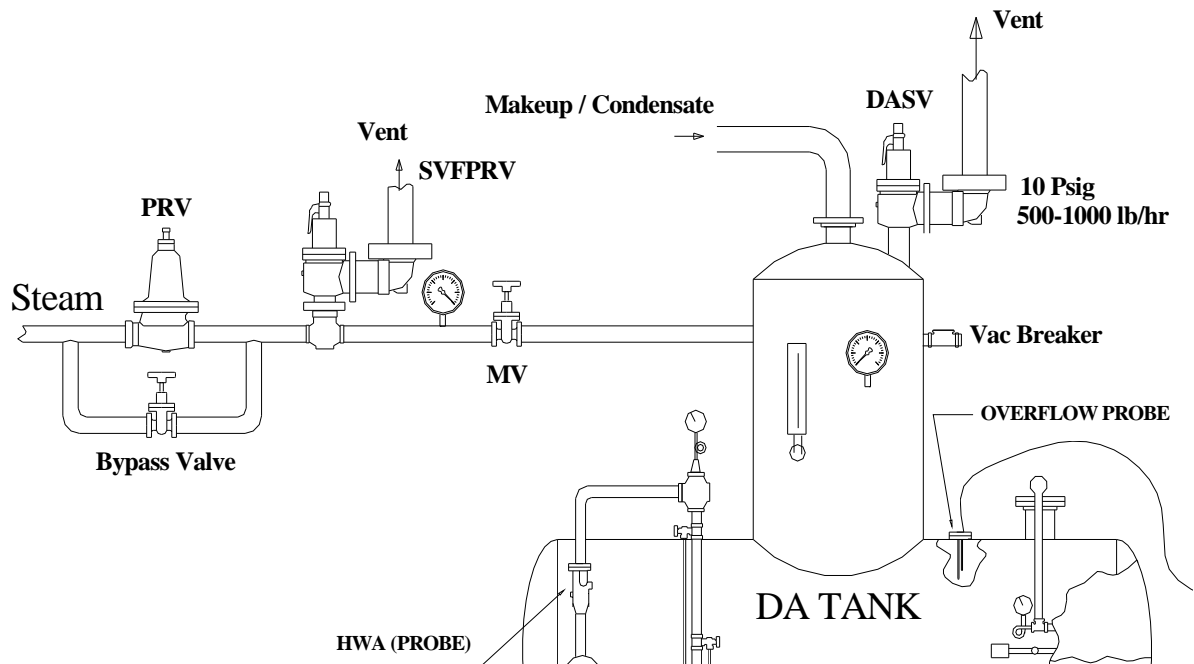 Vent
DASV
Makeup / Condensate
Vent
SVFPRV
PRV
10 Psig
500-1000 lb/hr
Steam
Vac Breaker
MV
OVERFLOW PROBE
Bypass Valve
DA TANK
HWA (PROBE)